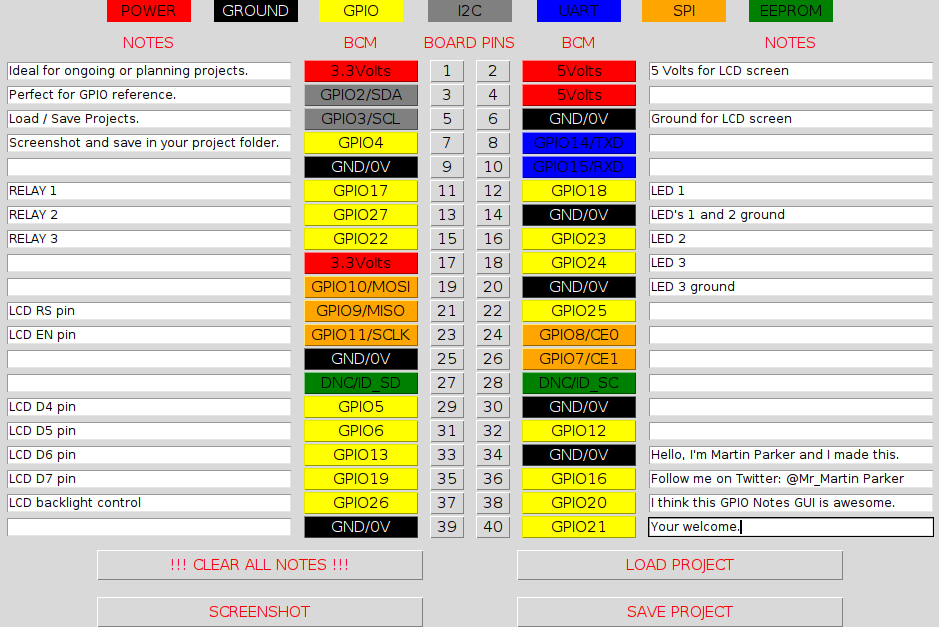 POWER GROUND GPIO I2C UART SPI EEPROM
NOTES BCM BOARD PINS BCM NOTES
Ideal for ongoing or planning projects. 3.3Volts 1 2 5Volts 5 Volts for LCD screen
Perfect for GPIO reference. GPIO2/SDA 3 4 5Volts
Load / Save Projects. GPIO3/SCL 5 6 GND/0V Ground for LCD screen
Screenshot and save in your project folder. GPIO4 7 8 GPIO14/TXD
GND/0V 9 10 GPIO15/RXD
RELAY 1 GPIO17 11 12 GPIO18 LED 1
RELAY 2 GPIO27 13 14 GND/0V LED's 1 and 2 ground
RELAY 3 GPIO22 15 16 GPIO23 LED 2
3.3Volts 17 18 GPIO24 LED 3
GPIO10/MOSI 19 20 GND/0V LED 3 ground
LCD RS pin GPIO9/MISO 21 22 GPIO25
LCD EN pin GPIO11/SCLK 23 24 GPIO8/CE0
GND/0V 25 26 GPIO7/CE1
DNC/ID_SD 27 28 DNC/ID_SC
LCD D4 pin GPIO5 29 30 GND/0V
LCD D5 pin GPIO6 31 32 GPIO12
LCD D6 pin GPIO13 33 34 GND/0V Hello, I'm Martin Parker and I made this.
LCD D7 pin GPIO19 35 36 GPIO16 Follow me on Twitter: @Mr_Martin Parker
LCD backlight control GPIO26 37 38 GPIO20 I think this GPIO Notes GUI is awesome.
GND/0V 39 40 GPIO21 Your welcome.
!!! CLEAR ALL NOTES !!! LOAD PROJECT
SCREENSHOT SAVE PROJECT